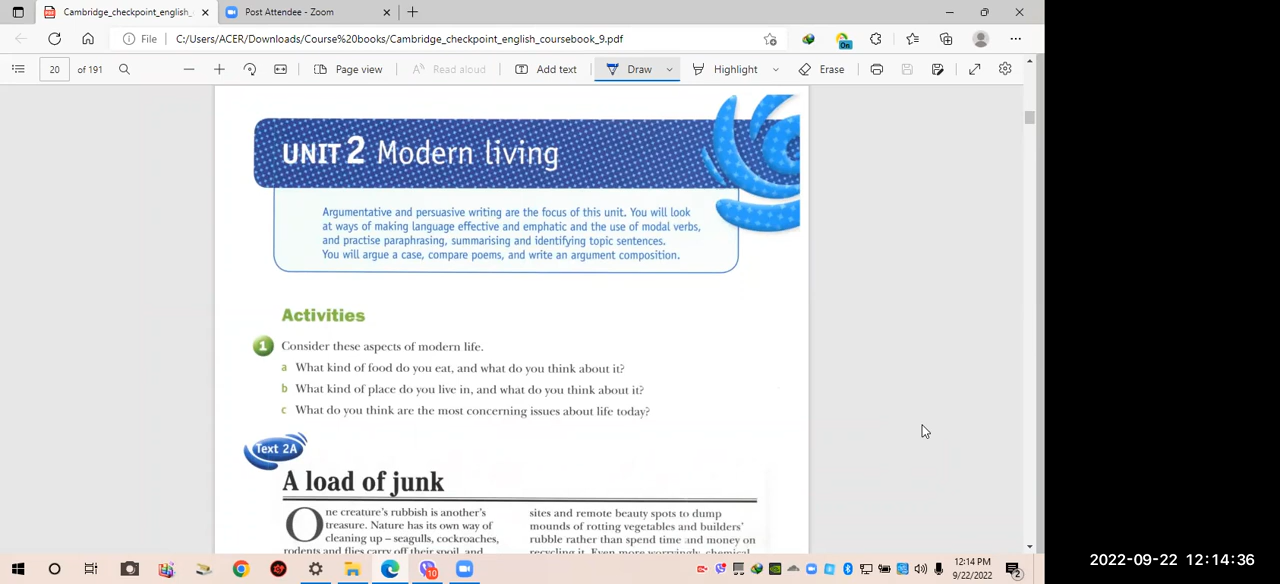 Cambridge_checkpoint_english_
Post Attendee - Zoom
File
C:/Users/ACER/Downloads/Course%20books/Cambridge_checkpoint_english_coursebook_9.pdf
On
20 of 191
Page view
Read aloud
Add text
Draw
Highlight
Erase
UNIT 2 Modern living
Argumentative and persuasive writing are the focus of this unit. You will look
at ways of making language effective and emphatic and the use of modal verbs,
and practise paraphrasing, summarising and identifying topic sentences.
You will argue a case, compare poems, and write an argument composition.
Activities
1 Consider these aspects of modern life.
a What kind of food do you eat, and what do you think about it?
b What kind of place do you live in, and what do you think about it?
c What do you think are the most concerning issues about life today?
Text 2A
A load of junk
One creature's rubbish is another's
treasure. Nature has its own way of
cleaning up – seagulls, cockroaches,
rodents and flies carry off their spoil, and
sites and remote beauty spots to dump
mounds of rotting vegetables and builders'
rubble rather than spend time and money on
recycling it. Even more worryingly, chemical
10
12:14 PM
9/22/2022
2
2022-09-22 12:14:36